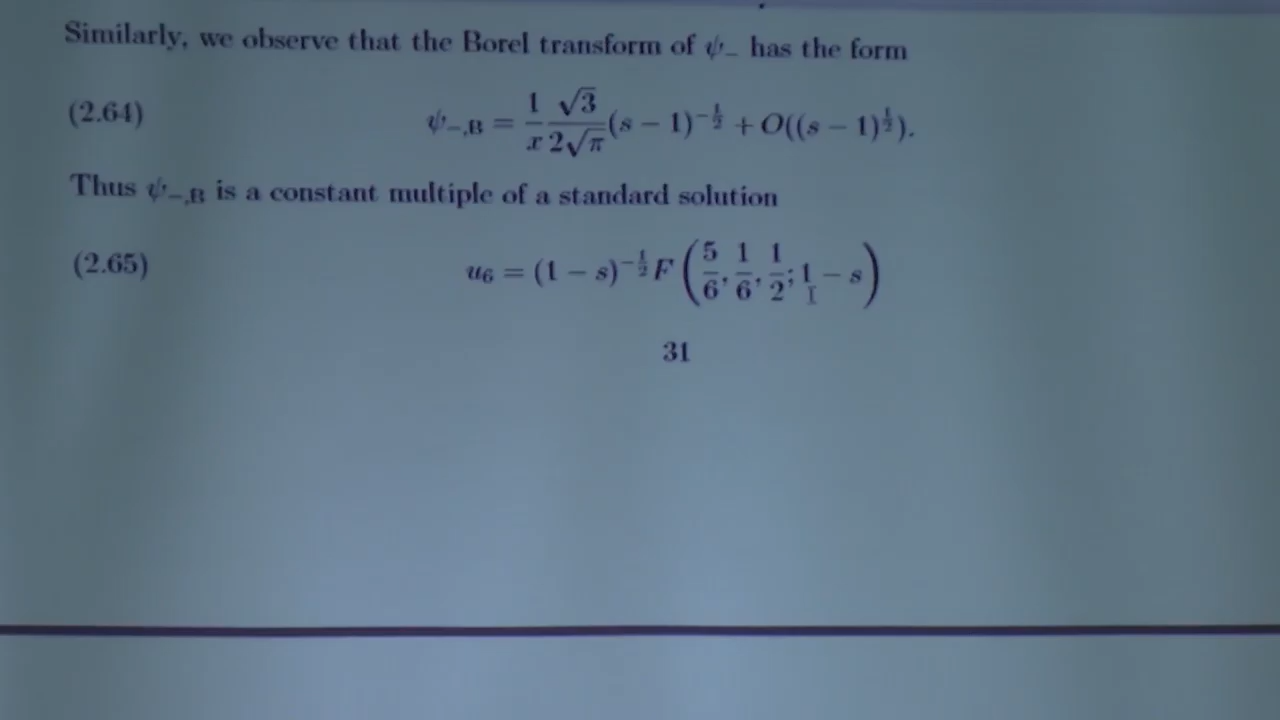 Similarly, we observe that the Borel transform of ψ₋ has the form
(2.64) ψ₋,B = 1/x √3/(2√π) (s − 1)^(−1/2) + O((s − 1)^(1/2)).
Thus ψ₋,B is a constant multiple of a standard solution
(2.65) u₆ = (1 − s)^(−1/2) F(5/6, 1/6, 1/2; 1 − s)
31